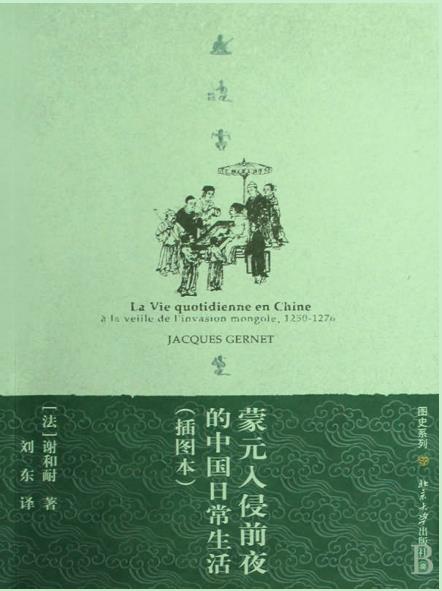 La Vie quotidienne en Chine
à la veille de l'invasion mongole, 1250-1276
JACQUES GERNET
蒙元入侵前夜
的中国日常生活
(插图本)
[法]谢和耐 著
刘东 译
图史系列
北京大学出版社
B